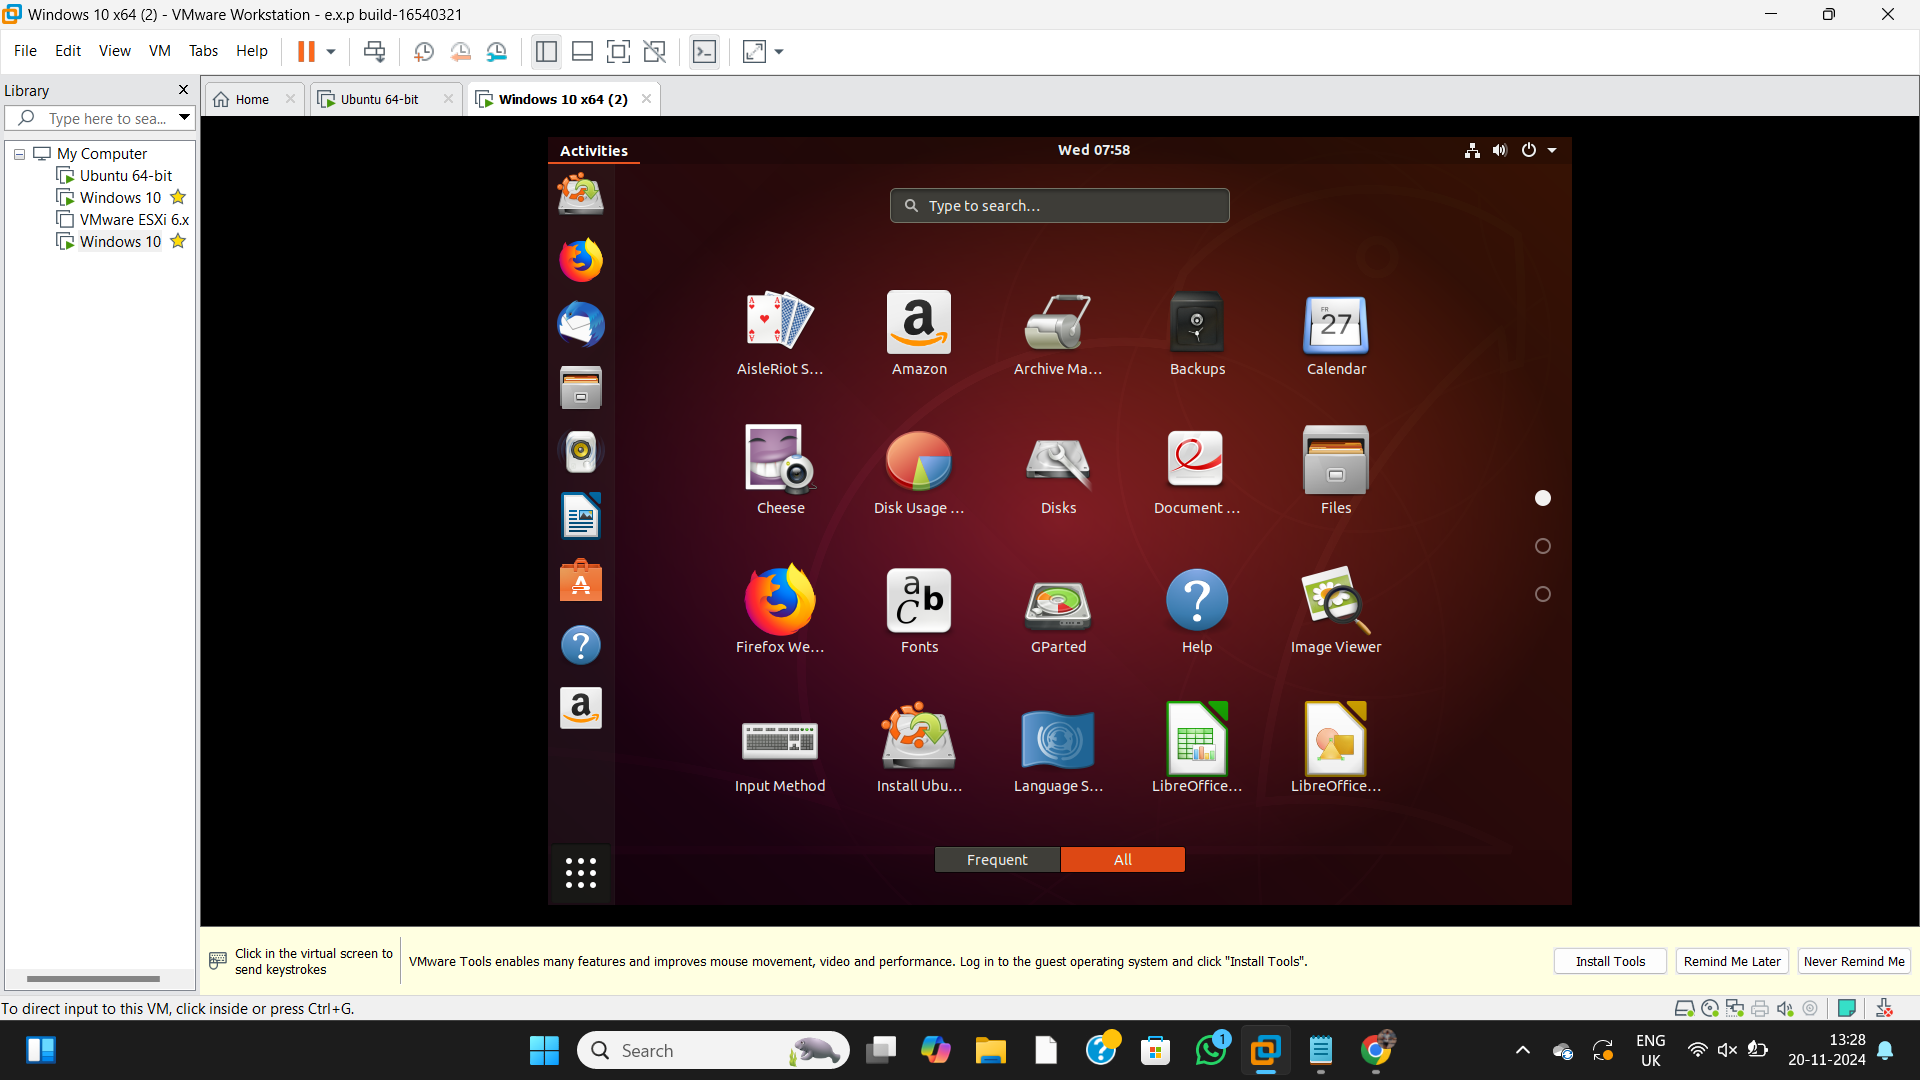 Windows 10 x64 (2) - VMware Workstation - e.x.p build-16540321
File Edit View VM Tabs Help
Library
Type here to sea...
Home
Ubuntu 64-bit
Windows 10 x64 (2)
My Computer
Ubuntu 64-bit
Windows 10
VMware ESXi 6.x
Windows 10
Activities
Wed 07:58
Type to search...
AisleRiot S...
Amazon
Archive Ma...
Backups
FR
27
Calendar
Cheese
Disk Usage ...
Disks
Document ...
Files
Firefox We...
Fonts
GParted
Help
Image Viewer
Input Method
Install Ubu...
Language S...
LibreOffice...
LibreOffice...
Frequent
All
Click in the virtual screen to
send keystrokes
VMware Tools enables many features and improves mouse movement, video and performance. Log in to the guest operating system and click "Install Tools".
Install Tools
Remind Me Later
Never Remind Me
To direct input to this VM, click inside or press Ctrl+G.
Search
1
ENG
UK
13:28
20-11-2024